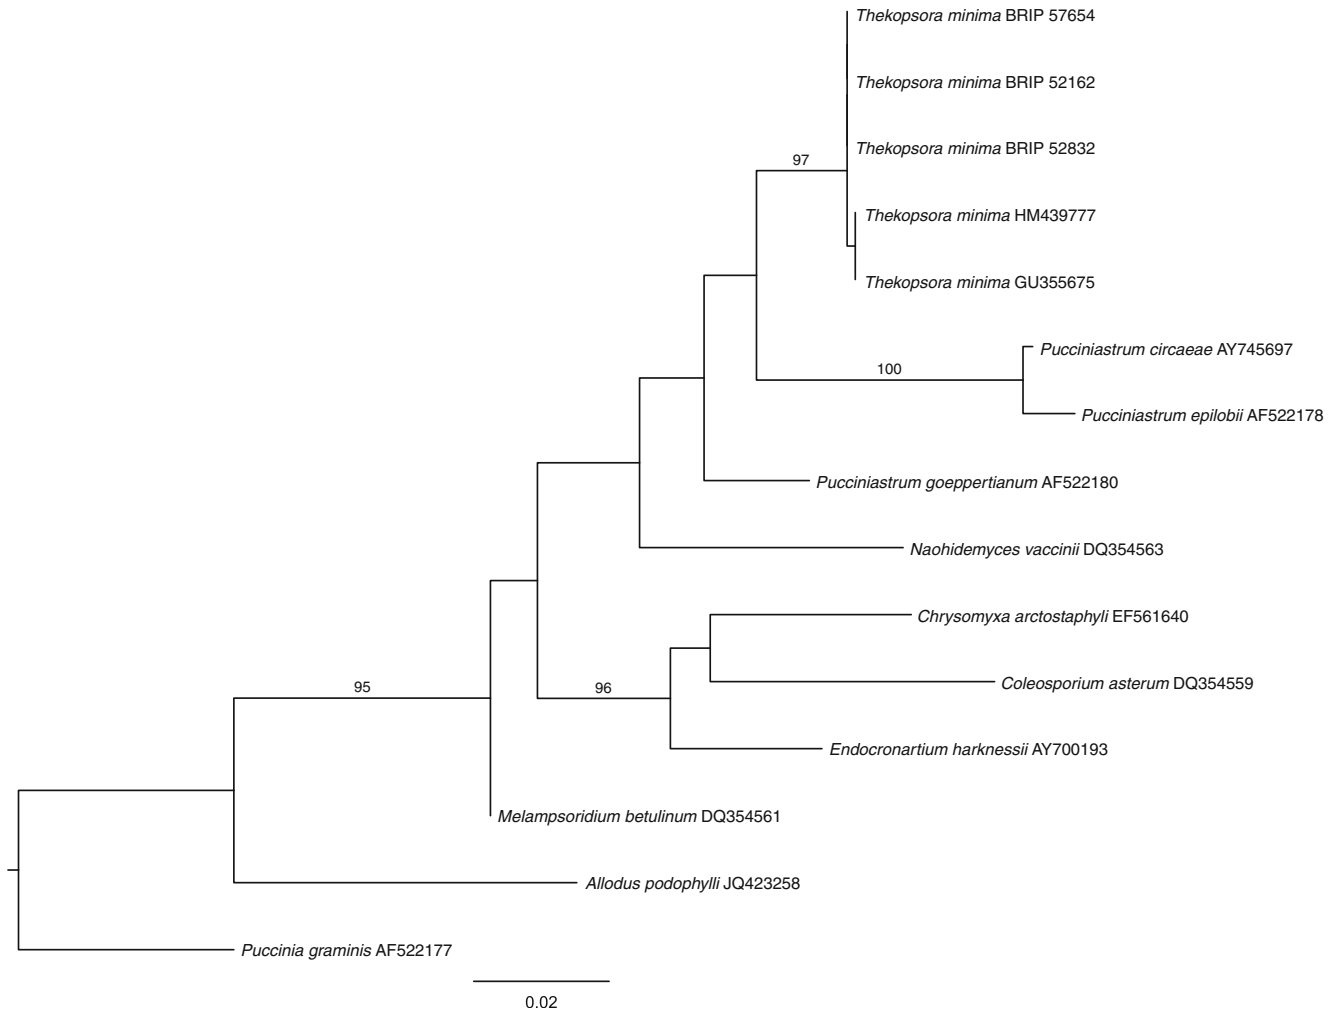 Thekopsora minima BRIP 57654
Thekopsora minima BRIP 52162
Thekopsora minima BRIP 52832
97
Thekopsora minima HM439777
Thekopsora minima GU355675
Pucciniastrum circaeae AY745697
100
Pucciniastrum epilobii AF522178
Pucciniastrum goeppertianum AF522180
Naohidemyces vaccinii DQ354563
Chrysomyxa arctostaphyli EF561640
Coleosporium asterum DQ354559
95
96
Endocronartium harknessii AY700193
Melampsoridium betulinum DQ354561
Allodus podophylli JQ423258
Puccinia graminis AF522177
0.02